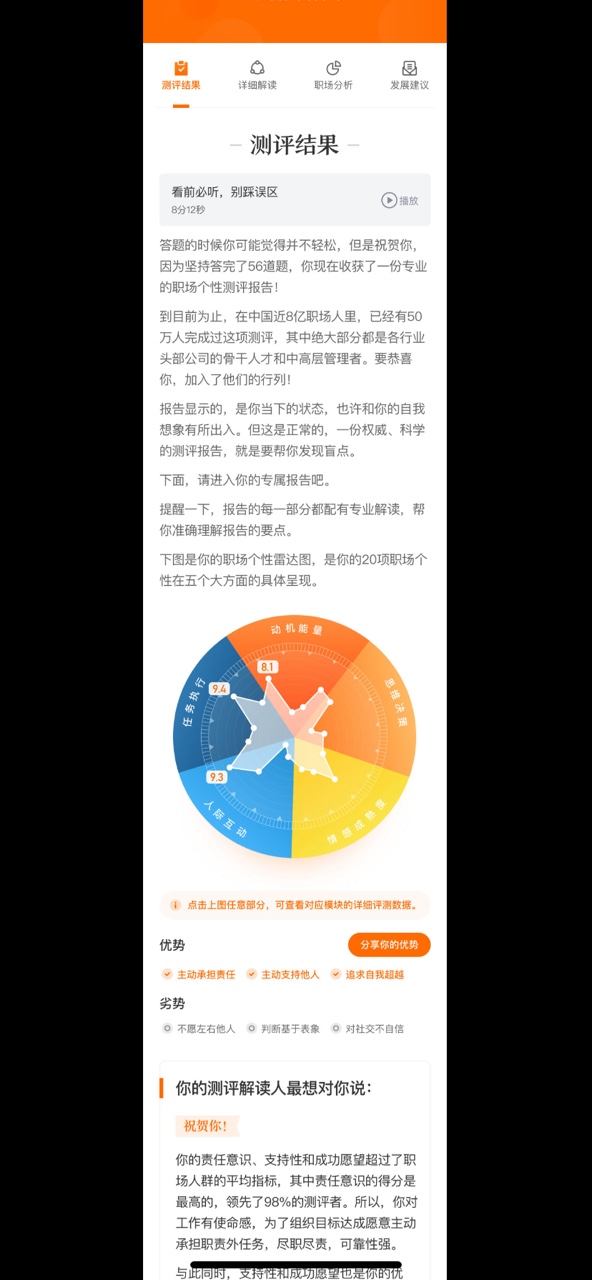 测评结果
详细解读
职场分析
发展建议
测评结果
看前必听，别踩误区
8分12秒
播放
答题的时候你可能觉得并不轻松，但是祝贺你，
因为坚持答完了56道题，你现在收获了一份专业
的职场个性测评报告！
到目前为止，在中国近8亿职场人里，已经有50
万人完成过这项测评，其中绝大部分都是各行业
头部公司的骨干人才和中高层管理者。要恭喜
你，加入了他们的行列！
报告显示的，是你当下的状态，也许和你的自我
想象有所出入。但这是正常的，一份权威、科学
的测评报告，就是要帮你发现盲点。
下面，请进入你的专属报告吧。
提醒一下，报告的每一部分都配有专业解读，帮
你准确理解报告的要点。
下图是你的职场个性雷达图，是你的20项职场个
性在五个大方面的具体呈现。
动机能量
思维决策
情感成熟度
人际互动
任务执行
8.1
9.4
9.3
点击上图任意部分，可查看对应模块的详细评测数据。
优势
分享你的优势
主动承担责任
主动支持他人
追求自我超越
劣势
不愿左右他人
判断基于表象
对社交不自信
你的测评解读人最想对你说：
祝贺你！
你的责任意识、支持性和成功愿望超过了职
场人群的平均指标，其中责任意识的得分是
最高的，领先了98%的测评者。所以，你对
工作有使命感，为了组织目标达成愿意主动
承担职责外任务，尽职尽责，可靠性强。
与此同时，支持性和成功愿望也是你的优